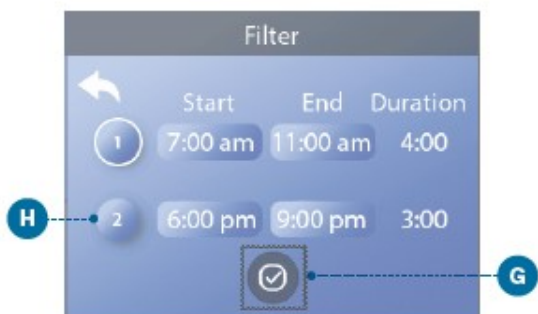 Filter
Start End Duration
1 7:00 am 11:00 am 4:00
H 2 6:00 pm 9:00 pm 3:00
G